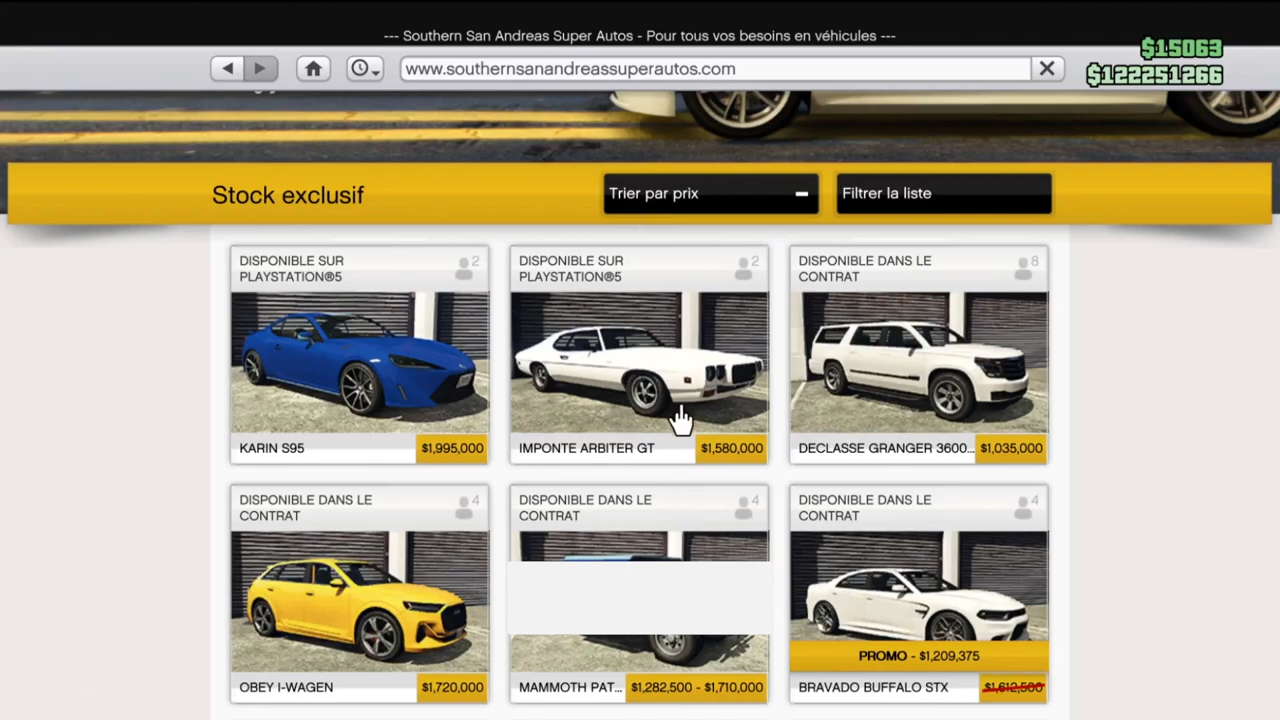 --- Southern San Andreas Super Autos - Pour tous vos besoins en véhicules ---
$15063
www.southernsanandreassuperautos.com
$122251266
Stock exclusif
Trier par prix
Filtrer la liste
DISPONIBLE SUR
PLAYSTATION®5
2
DISPONIBLE SUR
PLAYSTATION®5
2
DISPONIBLE DANS LE
CONTRAT
8
KARIN S95
$1,995,000
IMPONTE ARBITER GT
$1,580,000
DECLASSE GRANGER 3600...
$1,035,000
DISPONIBLE DANS LE
CONTRAT
4
DISPONIBLE DANS LE
CONTRAT
4
DISPONIBLE DANS LE
CONTRAT
4
PROMO - $1,209,375
OBEY I-WAGEN
$1,720,000
MAMMOTH PAT...
$1,282,500 - $1,710,000
BRAVADO BUFFALO STX
$1,612,500